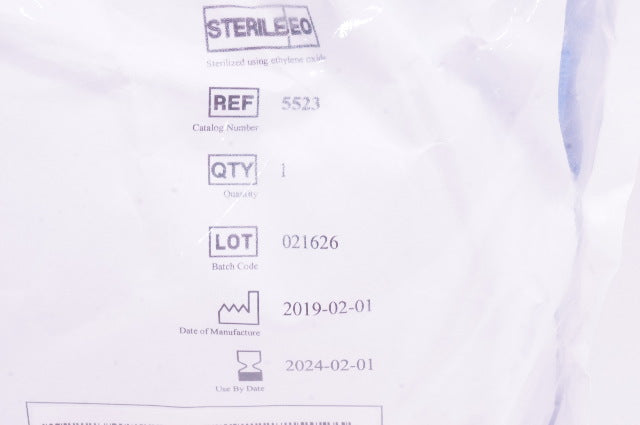 STERILE EO
Sterilized using ethylene oxide
REF 5523
Catalog Number
QTY 1
Quantity
LOT 021626
Batch Code
2019-02-01
Date of Manufacture
2024-02-01
Use By Date